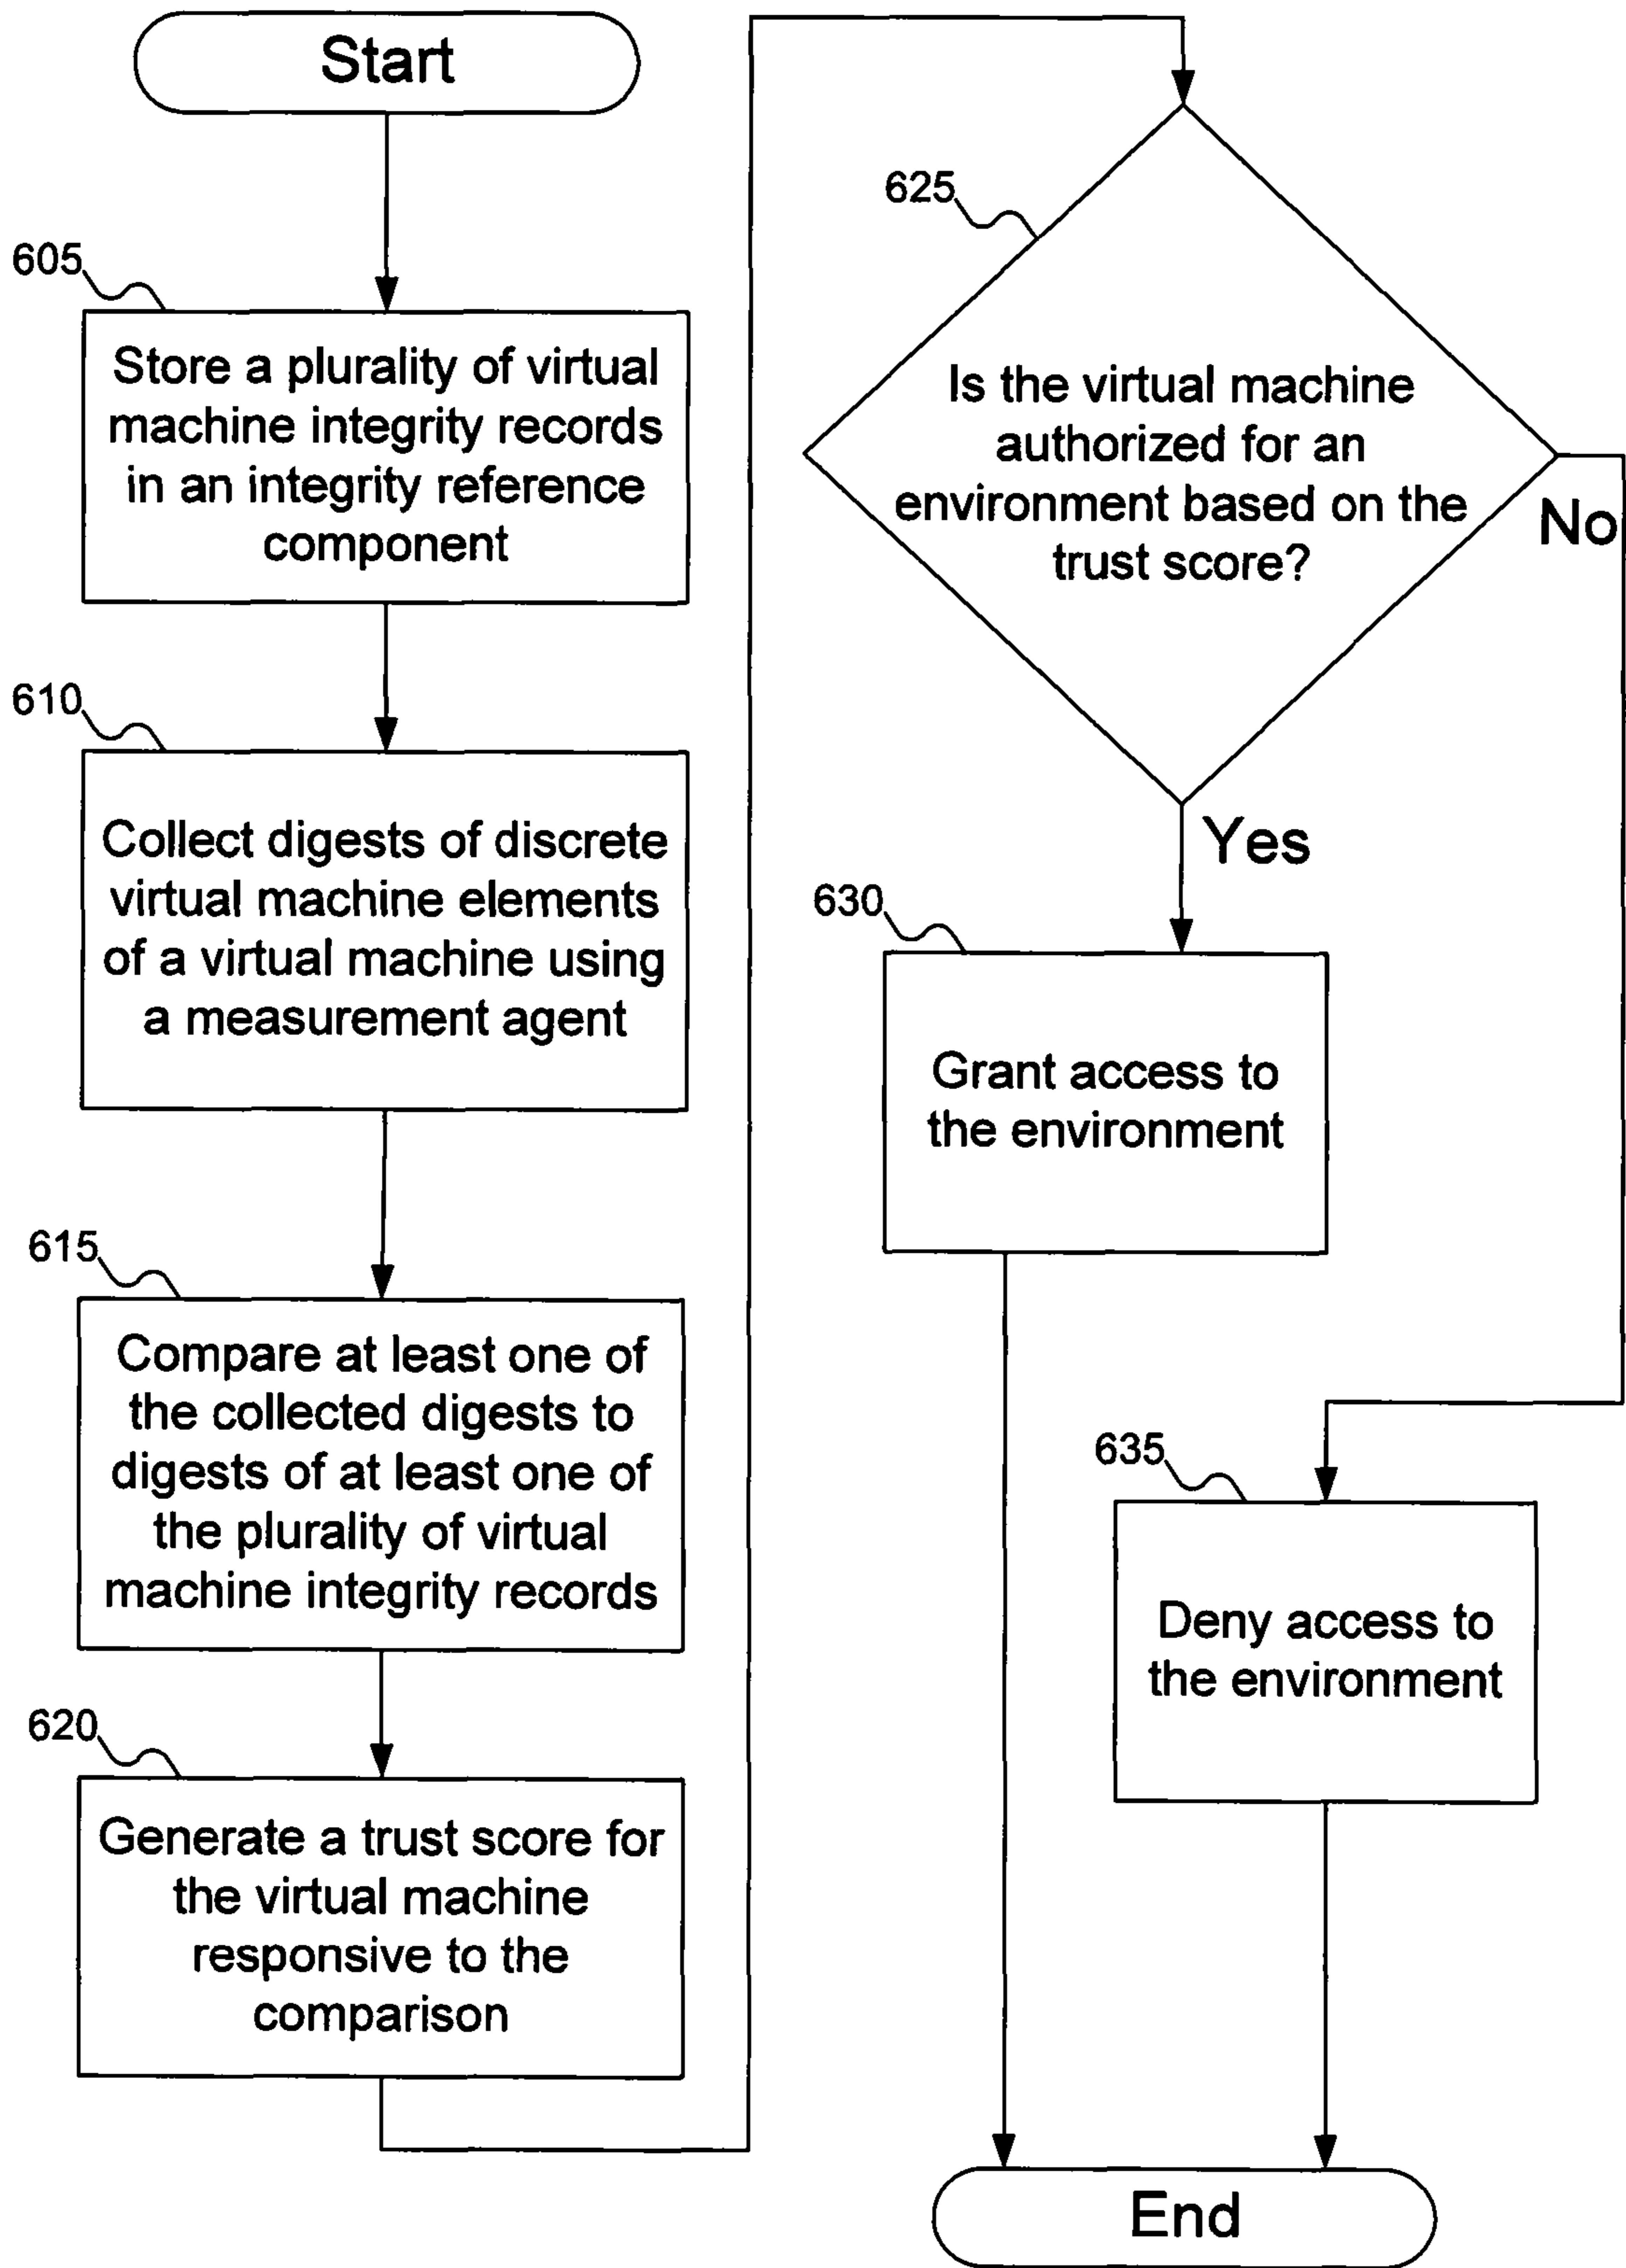 Start
605
Store a plurality of virtual
machine integrity records
in an integrity reference
component
610
Collect digests of discrete
virtual machine elements
of a virtual machine using
a measurement agent
615
Compare at least one of
the collected digests to
digests of at least one of
the plurality of virtual
machine integrity records
620
Generate a trust score for
the virtual machine
responsive to the
comparison
625
Is the virtual machine
authorized for an
environment based on the
trust score?
No
Yes
630
Grant access to
the environment
635
Deny access to
the environment
End